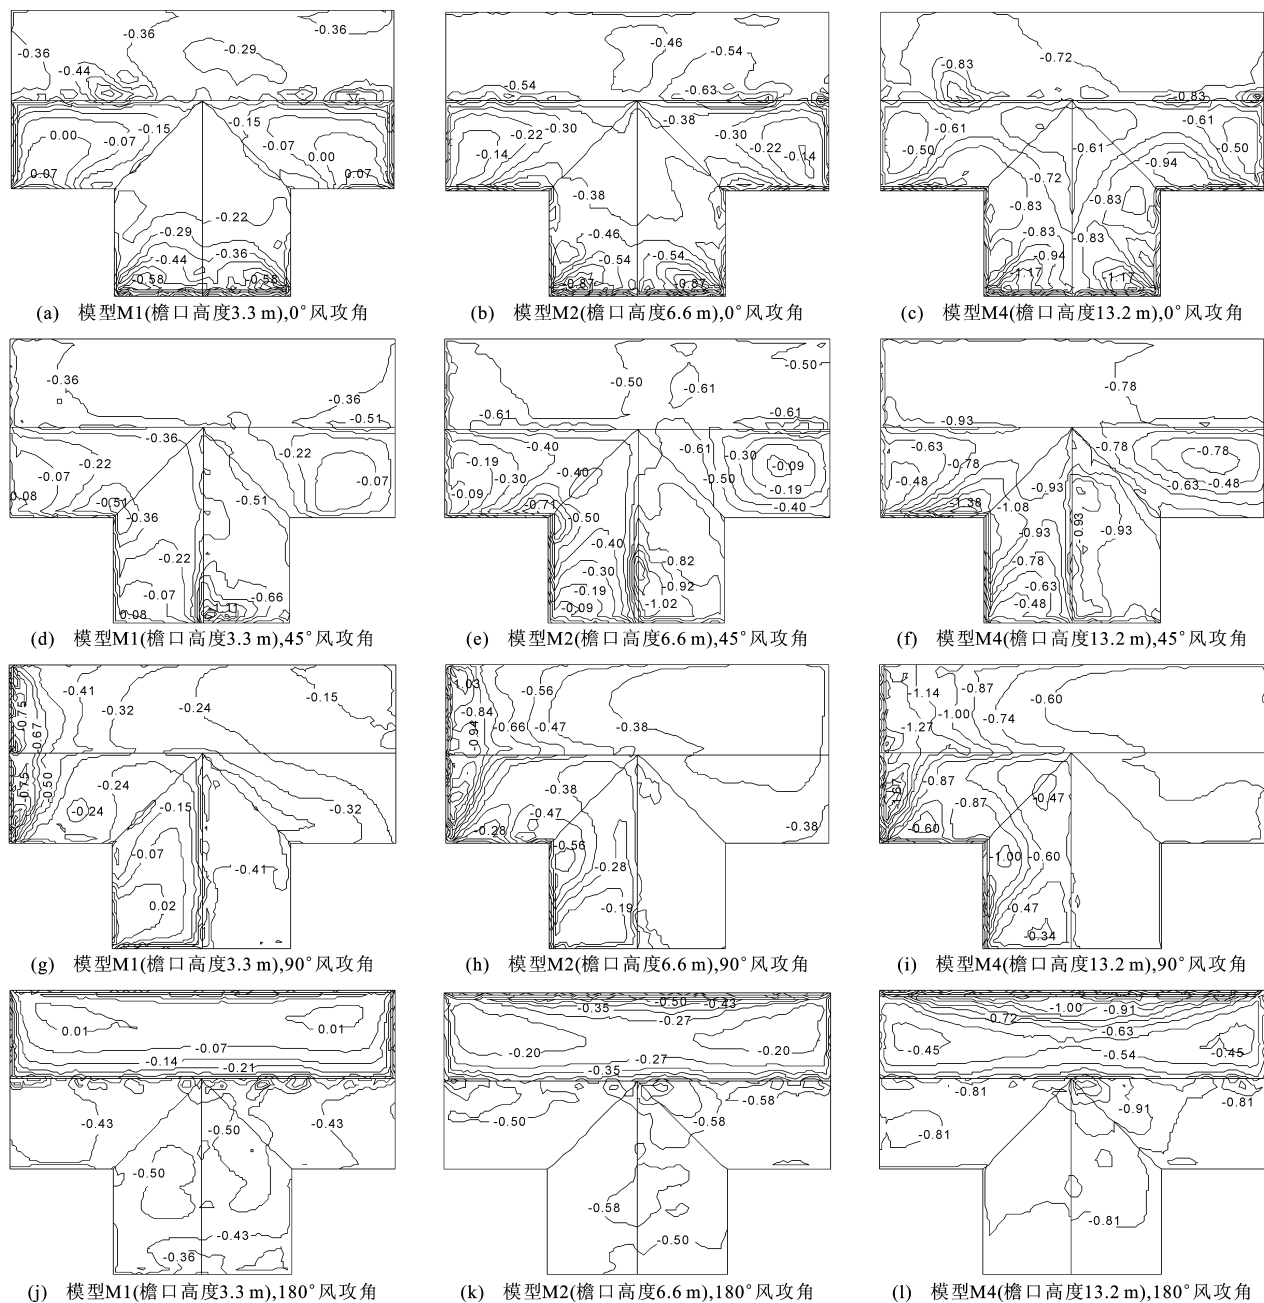 -0.36 -0.36 -0.36 -0.29 -0.44
-0.15 -0.15 0.00 -0.07 -0.07 0.00 0.07 0.07
-0.22 -0.29 -0.36 -0.44 -0.58 -0.58
-0.46 -0.54 -0.54 -0.63
-0.38 -0.30 -0.30 -0.22 -0.22 -0.14 -0.14
-0.38 -0.46 -0.54 -0.54 -0.87 -0.87
-0.72 -0.83 -0.83
-0.61 -0.61 -0.50 -0.61 -0.50 -0.94
-0.72 -0.83 -0.83 -0.83 -0.83 -0.94 -1.17 -1.17
(a) 模型M1(檐口高度3.3 m),0°风攻角
(b) 模型M2(檐口高度6.6 m),0°风攻角
(c) 模型M4(檐口高度13.2 m),0°风攻角
-0.36 -0.36 -0.51
-0.36 -0.22 -0.22 -0.07 -0.07 0.08 -0.51 -0.51
-0.36 -0.22 -0.07 0.08 -0.66 -1.11
-0.50 -0.50 -0.61 -0.61 -0.61
-0.40 -0.61 -0.19 -0.40 -0.30 -0.30 -0.09 -0.09 -0.50 -0.19 -0.71 -0.40
-0.50 -0.40 -0.30 -0.82 -0.19 -0.92 -0.09 -1.02
-0.78 -0.93
-0.63 -0.78 -0.78 -0.78 -0.48 -0.93 -0.63 -0.48 -1.38 -1.08
-0.93 -0.93 -0.93 -0.78 -0.63 -0.48
(d) 模型M1(檐口高度3.3 m),45°风攻角
(e) 模型M2(檐口高度6.6 m),45°风攻角
(f) 模型M4(檐口高度13.2 m),45°风攻角
-0.41 -0.15 -0.75 -0.32 -0.24 -0.67
-0.75 -0.50 -0.24 -0.15 -0.24 -0.32
-0.07 -0.41 0.02
-1.03 -0.56 -0.84 -0.66 -0.47 -0.94 -0.38
-0.38 -0.47 -0.28 -0.38
-0.56 -0.28 -0.19
-1.14 -0.87 -0.60 -1.00 -0.74 -1.27
-0.87 -0.47 -0.87 -0.60
-1.00 -0.60 -0.47 -0.34
(g) 模型M1(檐口高度3.3 m),90°风攻角
(h) 模型M2(檐口高度6.6 m),90°风攻角
(i) 模型M4(檐口高度13.2 m),90°风攻角
0.01 0.01 -0.07 -0.14 -0.21
-0.43 -0.50 -0.43
-0.50 -0.43 -0.36
-0.35 -0.50 -0.43 -0.27 -0.20 -0.20 -0.27 -0.35
-0.58 -0.50 -0.58
-0.58 -0.50
-1.00 -0.91 -0.72 -0.63 -0.45 -0.54 -0.45
-0.81 -0.81 -0.91 -0.81
-0.81
(j) 模型M1(檐口高度3.3 m),180°风攻角
(k) 模型M2(檐口高度6.6 m),180°风攻角
(l) 模型M4(檐口高度13.2 m),180°风攻角